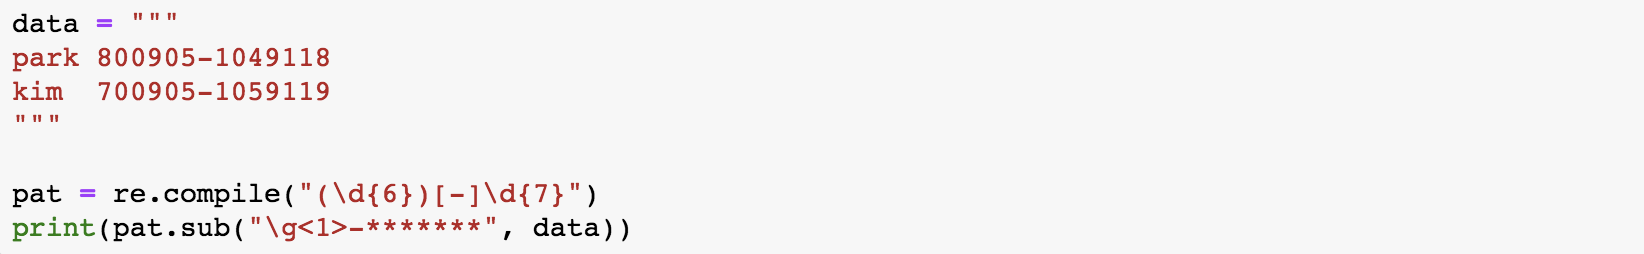 data = """
park 800905-1049118
kim  700905-1059119
"""
pat = re.compile("(\d{6})[-]\d{7}")
print(pat.sub("\g<1>-*******", data))